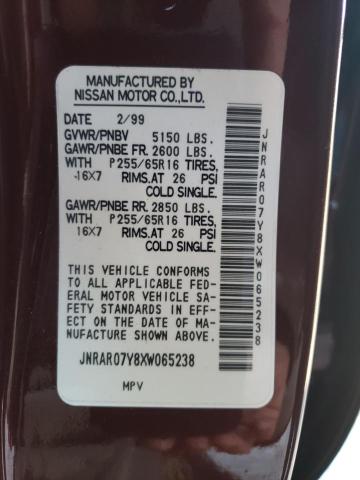 MANUFACTURED BY
NISSAN MOTOR CO.,LTD.
DATE 2/99
GVWR/PNBV 5150 LBS.
GAWR/PNBE FR. 2600 LBS.
P255/65R16 TIRES,
16X7 RIMS.AT 26 PSI
COLD SINGLE.
GAWR/PNBE RR. 2850 LBS.
P255/65R16 TIRES,
16X7 RIMS.AT 26 PSI
COLD SINGLE.
THIS VEHICLE CONFORMS
TO ALL APPLICABLE FED-
ERAL MOTOR VEHICLE SA-
FETY STANDARDS IN EFF-
ECT ON THE DATE OF MA-
NUFACTURE SHOWN ABOVE.
JNRAR07Y8XW065238
MPV
JNRAR07Y8XW065238